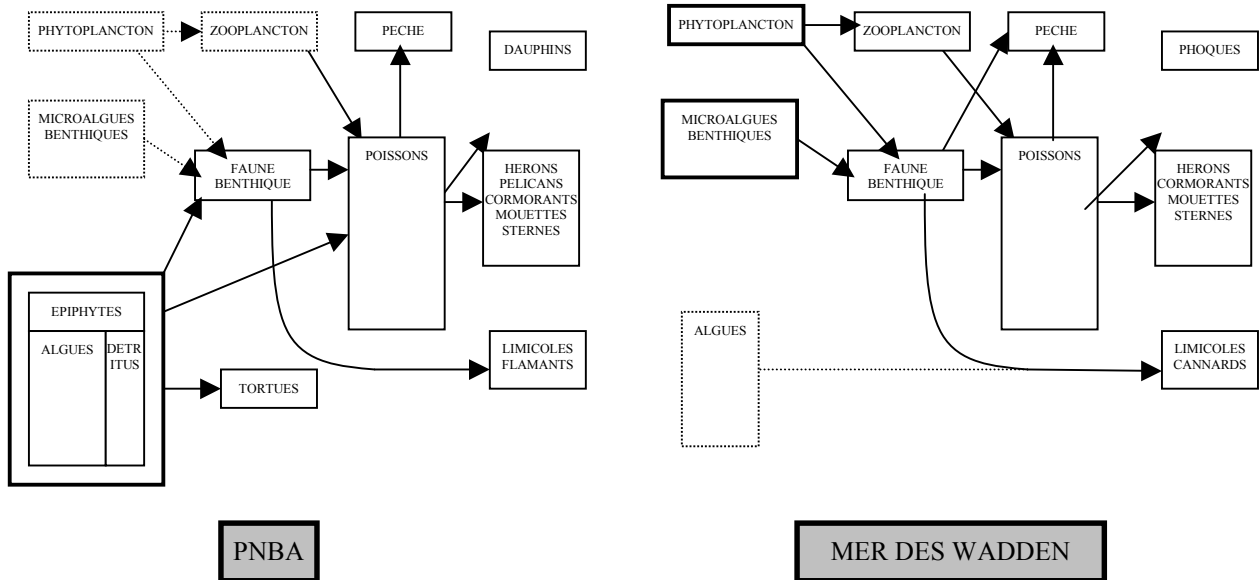 PHYTOPLANCTON
ZOOPLANCTON
PECHE
DAUPHINS
MICROALGUES
BENTHIQUES
FAUNE
BENTHIQUE
POISSONS
HERONS
PELICANS
CORMORANTS
MOUETTES
STERNES
EPIPHYTES
ALGUES
DETR
ITUS
TORTUES
LIMICOLES
FLAMANTS
PNBA
PHYTOPLANCTON
ZOOPLANCTON
PECHE
PHOQUES
MICROALGUES
BENTHIQUES
FAUNE
BENTHIQUE
POISSONS
HERONS
CORMORANTS
MOUETTES
STERNES
ALGUES
LIMICOLES
CANNARDS
MER DES WADDEN